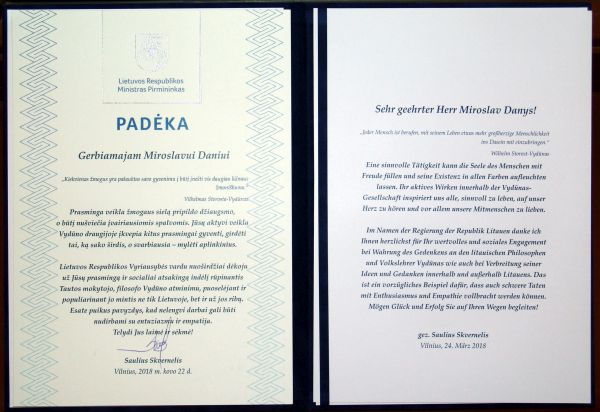 Lietuvos Respublikos
Ministras Pirmininkas
PADĖKA
Gerbiamajam Miroslavui Daniui
„Kiekvienas žmogus yra pašauktas savo gyvenimu į būtį įnešti vis daugiau kilnaus
žmoniškumo.“
Vilhelmas Storosta-Vydūnas
Prasminga veikla žmogaus sielą pripildo džiaugsmo,
o būtį nušviečia įvairiausiomis spalvomis. Jūsų aktyvi veikla
Vydūno draugijoje įkvepia kitus prasmingai gyventi, girdėti
tai, ką sako širdis, o svarbiausia – mylėti aplinkinius.
Lietuvos Respublikos Vyriausybės vardu nuoširdžiai dėkoju
už Jūsų prasmingą ir socialiai atsakingą indėlį rūpinantis
Tautos mokytojo, filosofo Vydūno atminimu, puoselėjant ir
populiarinant jo mintis ne tik Lietuvoje, bet ir už jos ribų.
Esate puikus pavyzdys, kad nelengvi darbai gali būti
nudirbami su entuziazmu ir empatija.
Telydi Jus laimė ir sėkmė!
Saulius Skvernelis
Vilnius, 2018 m. kovo 22 d.
Sehr geehrter Herr Miroslav Danys!
„Jeder Mensch ist berufen, mit seinem Leben etwas mehr großherzige Menschlichkeit
ins Dasein mit einzubringen.“
Wilhelm Storost-Vydūnas
Eine sinnvolle Tätigkeit kann die Seele des Menschen mit
Freude füllen und seine Existenz in allen Farben aufleuchten
lassen. Ihr aktives Wirken innerhalb der Vydūnas-
Gesellschaft inspiriert uns alle, sinnvoll zu leben, auf unser
Herz zu hören und vor allem unsere Mitmenschen zu lieben.
Im Namen der Regierung der Republik Litauen danke ich
Ihnen herzlichst für Ihr wertvolles und soziales Engagement
bei Wahrung des Gedenkens an den litauischen Philosophen
und Volkslehrer Vydūnas wie auch bei Verbreitung seiner
Ideen und Gedanken innerhalb und außerhalb Litauens. Das
ist ein vorzügliches Beispiel dafür, dass auch schwere Taten
mit Enthusiasmus und Empathie vollbracht werden können.
Mögen Glück und Erfolg Sie auf Ihren Wegen begleiten!
gez. Saulius Skvernelis
Vilnius, 24. März 2018